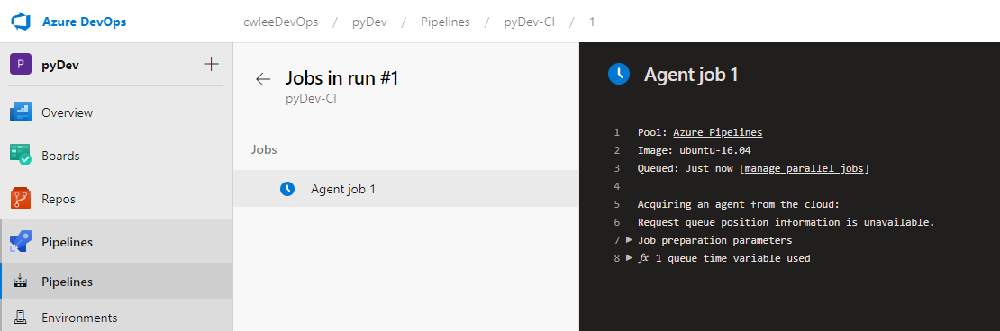 Azure DevOps
cwleeDevOps / pyDev / Pipelines / pyDev-CI / 1
P pyDev
Overview
Boards
Repos
Pipelines
Pipelines
Environments
Jobs in run #1
pyDev-CI
Jobs
Agent job 1
Agent job 1
1 Pool: Azure Pipelines
2 Image: ubuntu-16.04
3 Queued: Just now [manage parallel jobs]
4
5 Acquiring an agent from the cloud:
6 Request queue position information is unavailable.
7 Job preparation parameters
8 fx 1 queue time variable used